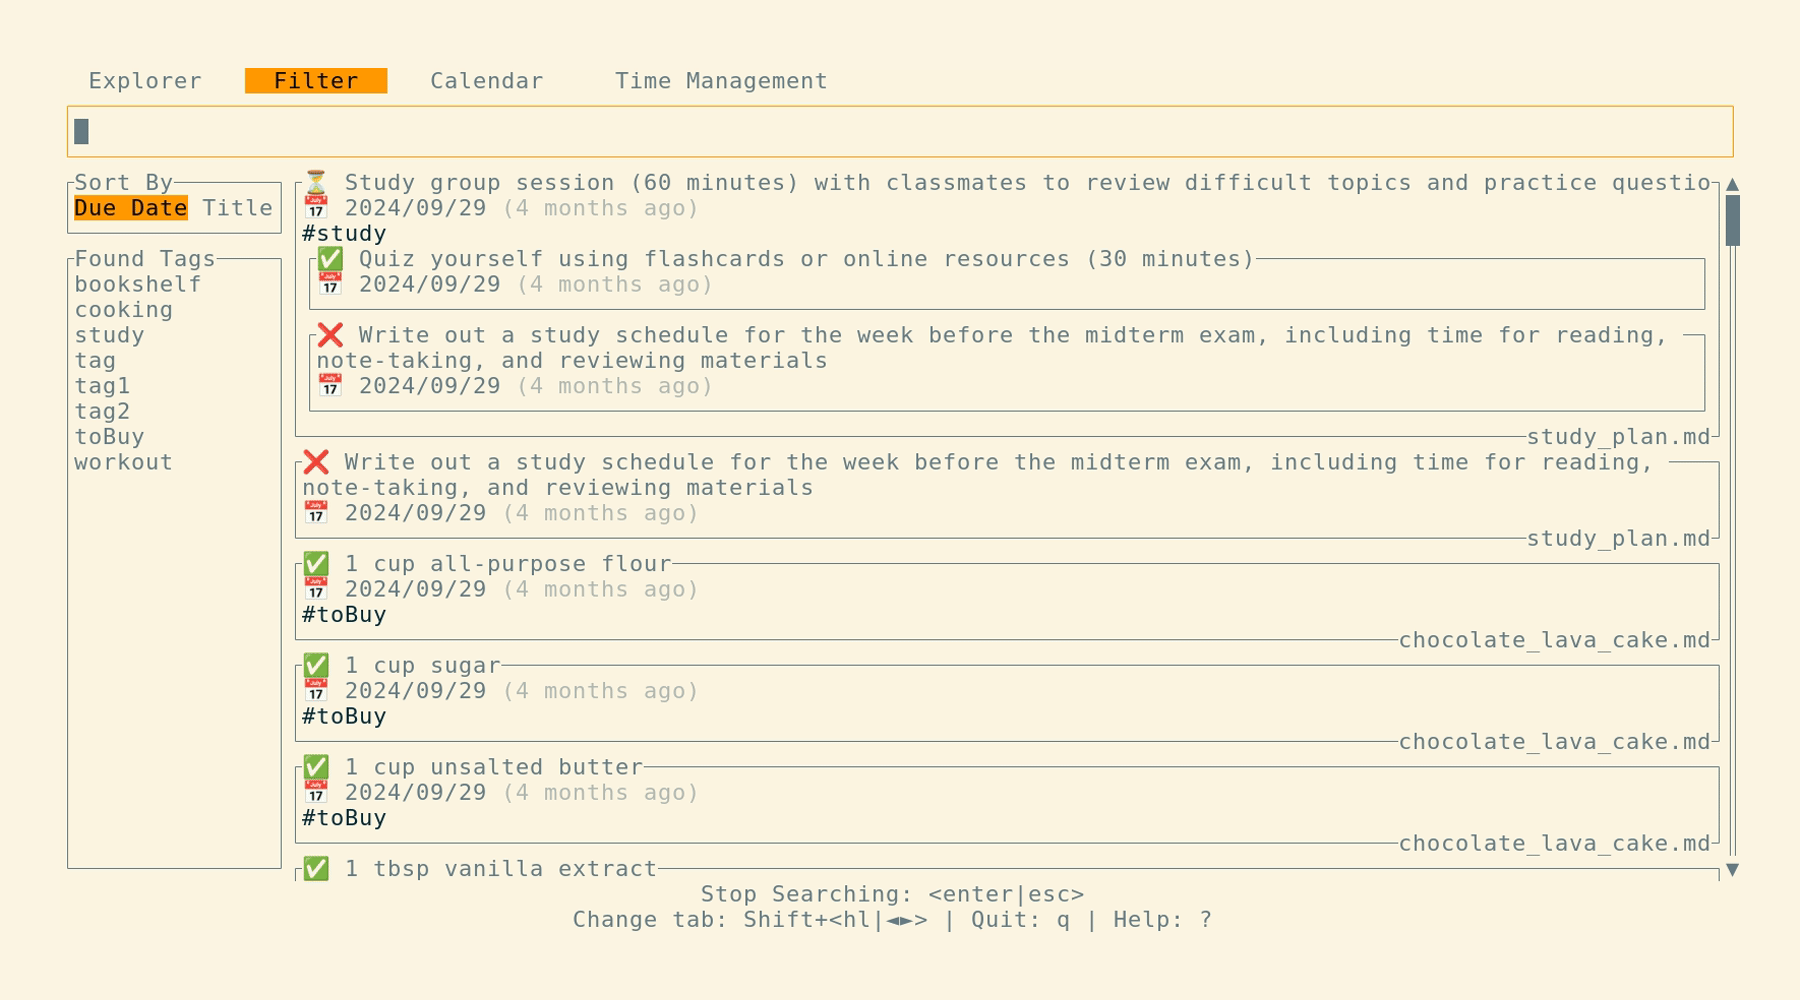 Explorer Filter Calendar Time Management
Sort By
Due Date Title
Found Tags
bookshelf
cooking
study
tag
tag1
tag2
toBuy
workout
⏳ Study group session (60 minutes) with classmates to review difficult topics and practice questio
📅 2024/09/29 (4 months ago)
#study
✅ Quiz yourself using flashcards or online resources (30 minutes)
📅 2024/09/29 (4 months ago)
❌ Write out a study schedule for the week before the midterm exam, including time for reading,
note-taking, and reviewing materials
📅 2024/09/29 (4 months ago)
study_plan.md
❌ Write out a study schedule for the week before the midterm exam, including time for reading,
note-taking, and reviewing materials
📅 2024/09/29 (4 months ago)
study_plan.md
✅ 1 cup all-purpose flour
📅 2024/09/29 (4 months ago)
#toBuy
chocolate_lava_cake.md
✅ 1 cup sugar
📅 2024/09/29 (4 months ago)
#toBuy
chocolate_lava_cake.md
✅ 1 cup unsalted butter
📅 2024/09/29 (4 months ago)
#toBuy
chocolate_lava_cake.md
✅ 1 tbsp vanilla extract
Stop Searching: <enter|esc>
Change tab: Shift+<hl|◄►> | Quit: q | Help: ?